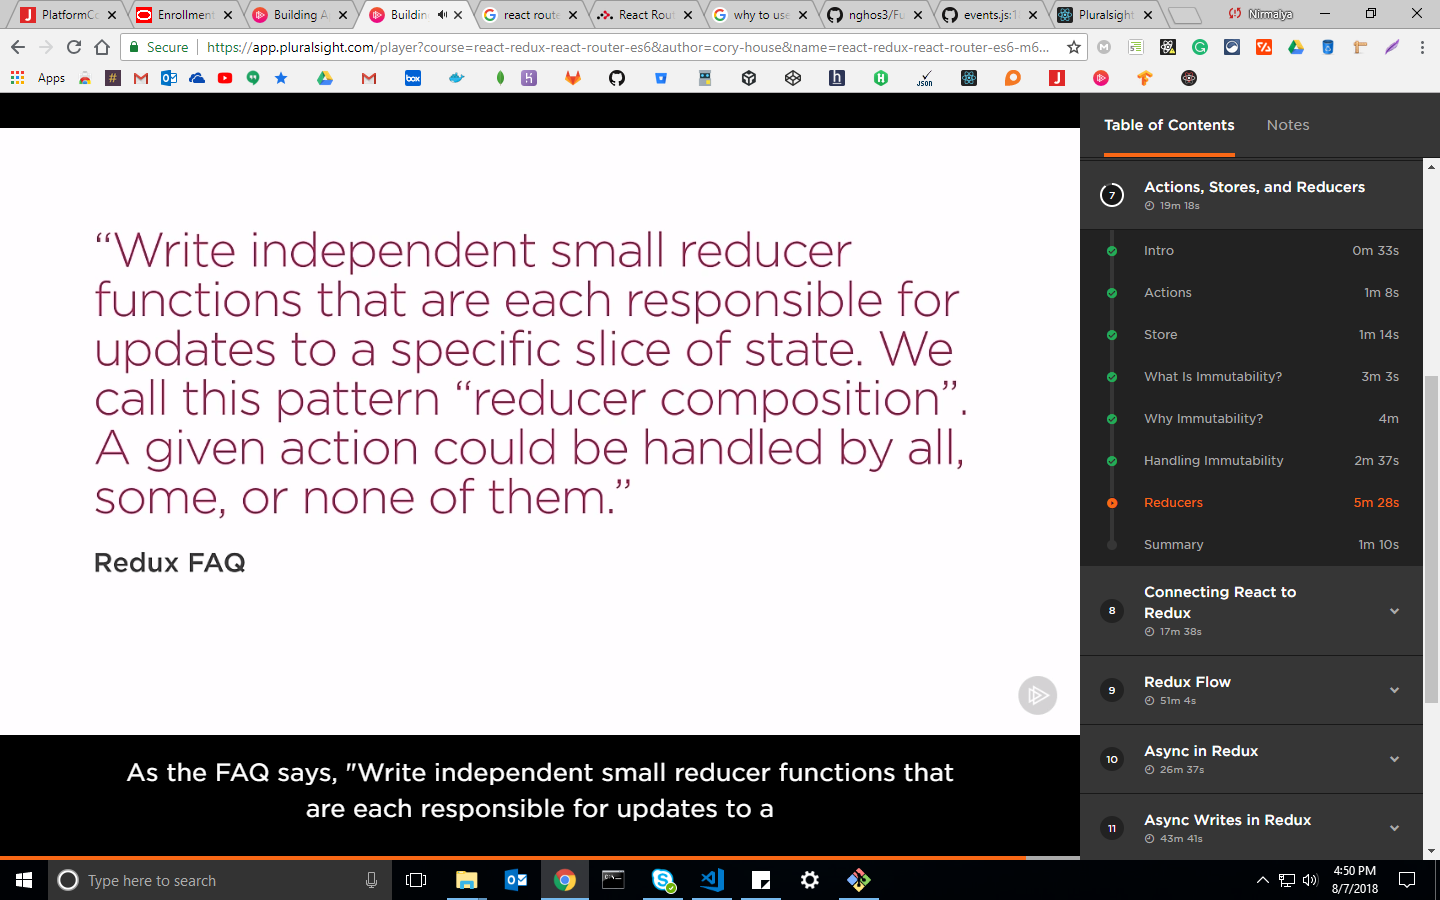 PlatformCo
Enrollment
Building A
Buildin
react route
React Rout
why to use
nghos3/Fu
events.js:1
Pluralsight
Nirmalya
Secure
https://app.pluralsight.com/player?course=react-redux-react-router-es6&author=cory-house&name=react-redux-react-router-es6-m6...
Apps
box
Json
Table of Contents
Notes
7
Actions, Stores, and Reducers
19m 18s
Intro 0m 33s
Actions 1m 8s
Store 1m 14s
What Is Immutability? 3m 3s
Why Immutability? 4m
Handling Immutability 2m 37s
Reducers 5m 28s
Summary 1m 10s
8
Connecting React to
Redux
17m 38s
9
Redux Flow
51m 4s
10
Async in Redux
26m 37s
11
Async Writes in Redux
43m 41s
“Write independent small reducer
functions that are each responsible for
updates to a specific slice of state. We
call this pattern “reducer composition”.
A given action could be handled by all,
some, or none of them.”
Redux FAQ
As the FAQ says, "Write independent small reducer functions that
are each responsible for updates to a
Type here to search
4:50 PM
8/7/2018